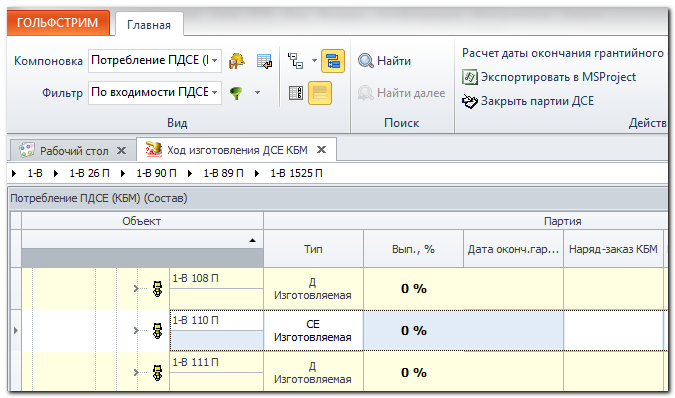 ГОЛЬФСТРИМ
Главная
Компоновка Потребление ПДСЕ (
Фильтр По входимости ПДСЕ
Вид
Найти
Найти далее
Поиск
Расчет даты окончания грантийного
Экспортировать в MSProject
Закрыть партии ДСЕ
Действ
Рабочий стол
Ход изготовления ДСЕ КБМ
1-В 1-В 26 П 1-В 90 П 1-В 89 П 1-В 1525 П
Потребление ПДСЕ (КБМ) (Состав)
Объект Партия
Тип Вып., % Дата оконч.гар... Наряд-заказ КБМ
1-В 108 П Д Изготовляемая 0 %
1-В 110 П СЕ Изготовляемая 0 %
1-В 111 П Д Изготовляемая 0 %